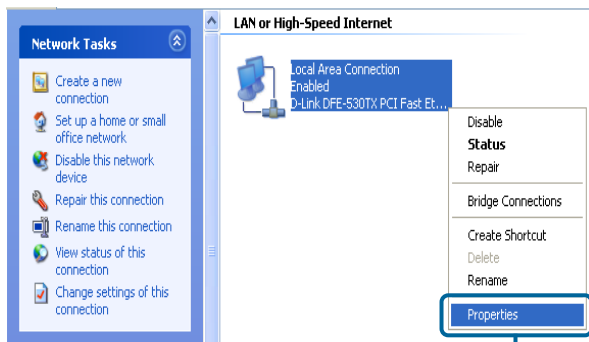 Network Tasks
Create a new
connection
Set up a home or small
office network
Disable this network
device
Repair this connection
Rename this connection
View status of this
connection
Change settings of this
connection
LAN or High-Speed Internet
Local Area Connection
Enabled
D-Link DFE-530TX PCI Fast Et...
Disable
Status
Repair
Bridge Connections
Create Shortcut
Delete
Rename
Properties